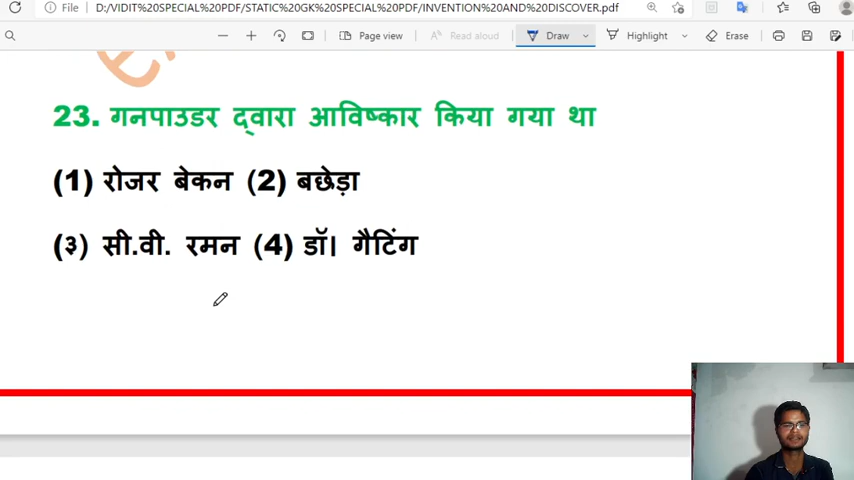 File D:/VIDIT%20SPECIAL%20PDF/STATIC%20GK%20SPECIAL%20PDF/INVENTION%20AND%20DISCOVER.pdf
Page view Read aloud Draw Highlight Erase
23. गनपाउडर द्वारा आविष्कार किया गया था
(1) रोजर बेकन (2) बछेड़ा
(३) सी.वी. रमन (4) डॉ। गैटिंग